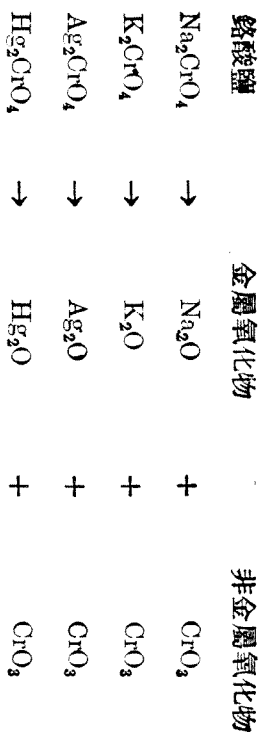 鉻酸鹽 金屬氧化物 非金屬氧化物
Na₂CrO₄ → Na₂O + CrO₃
K₂CrO₄ → K₂O + CrO₃
Ag₂CrO₄ → Ag₂O + CrO₃
Hg₂CrO₄ → Hg₂O + CrO₃